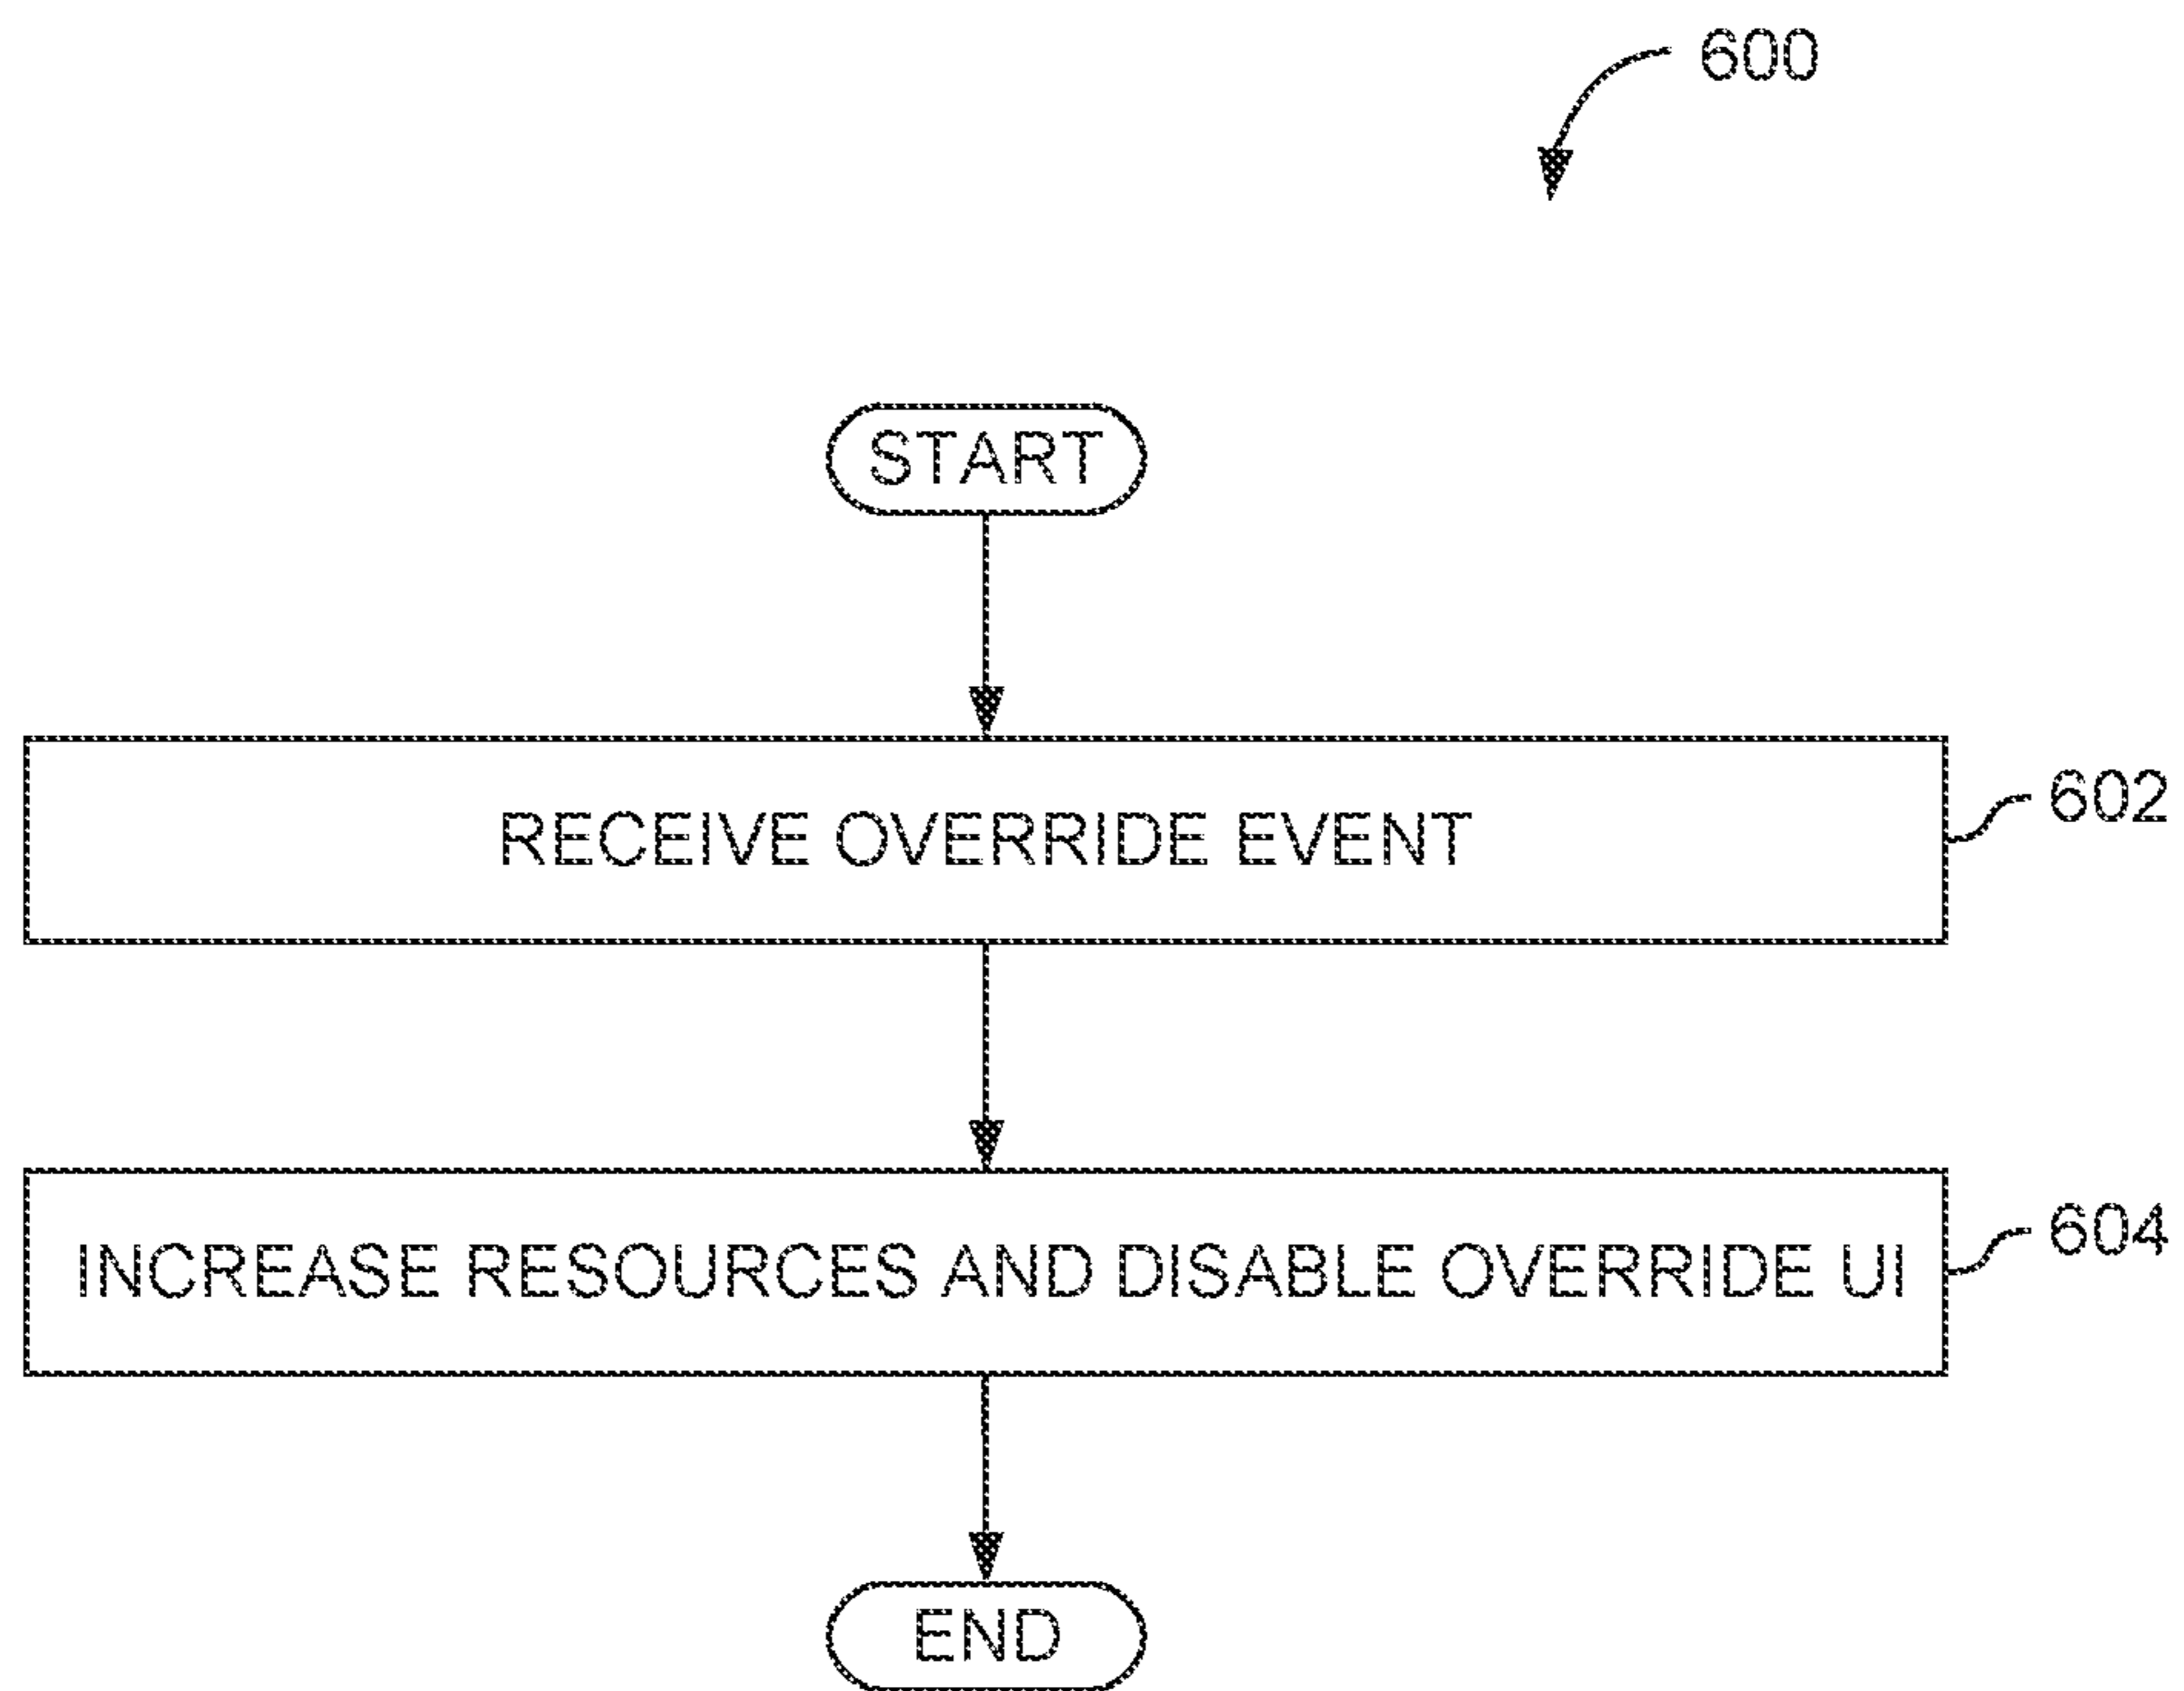 600
START
RECEIVE OVERRIDE EVENT
602
INCREASE RESOURCES AND DISABLE OVERRIDE UI
604
END